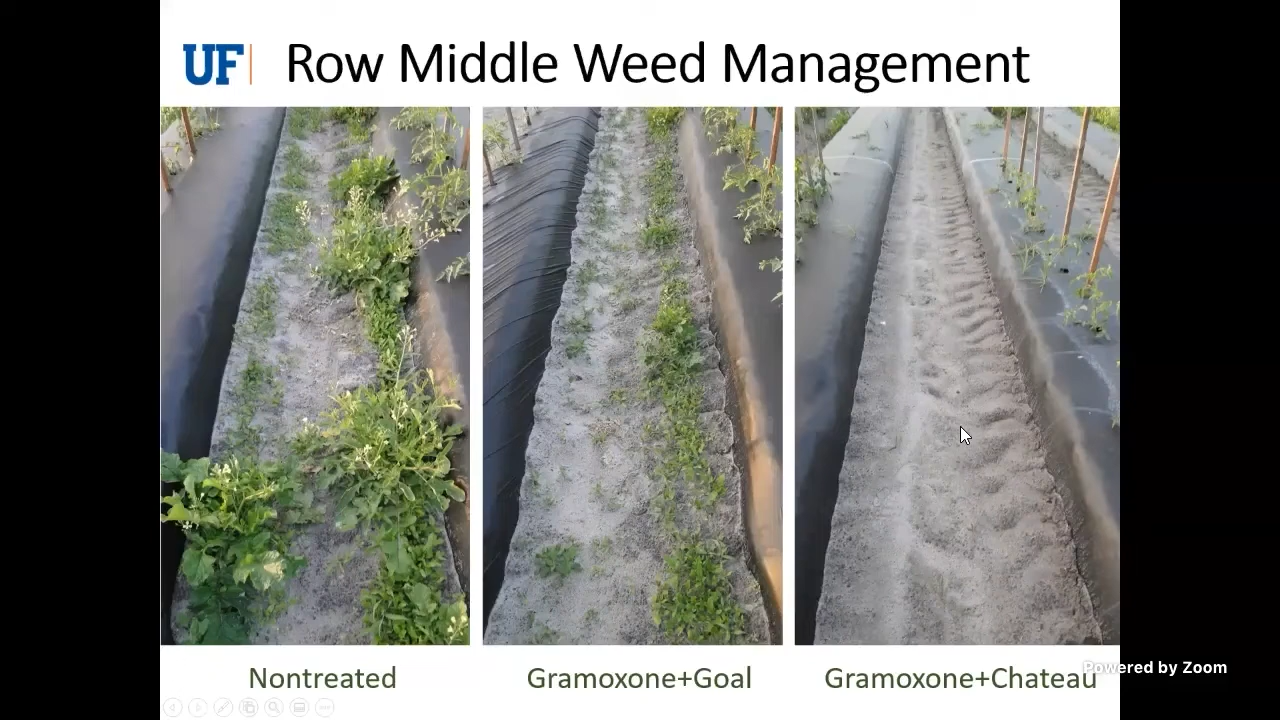 UF
Row Middle Weed Management
Nontreated
Gramoxone+Goal
Gramoxone+Chateau
Powered by Zoom